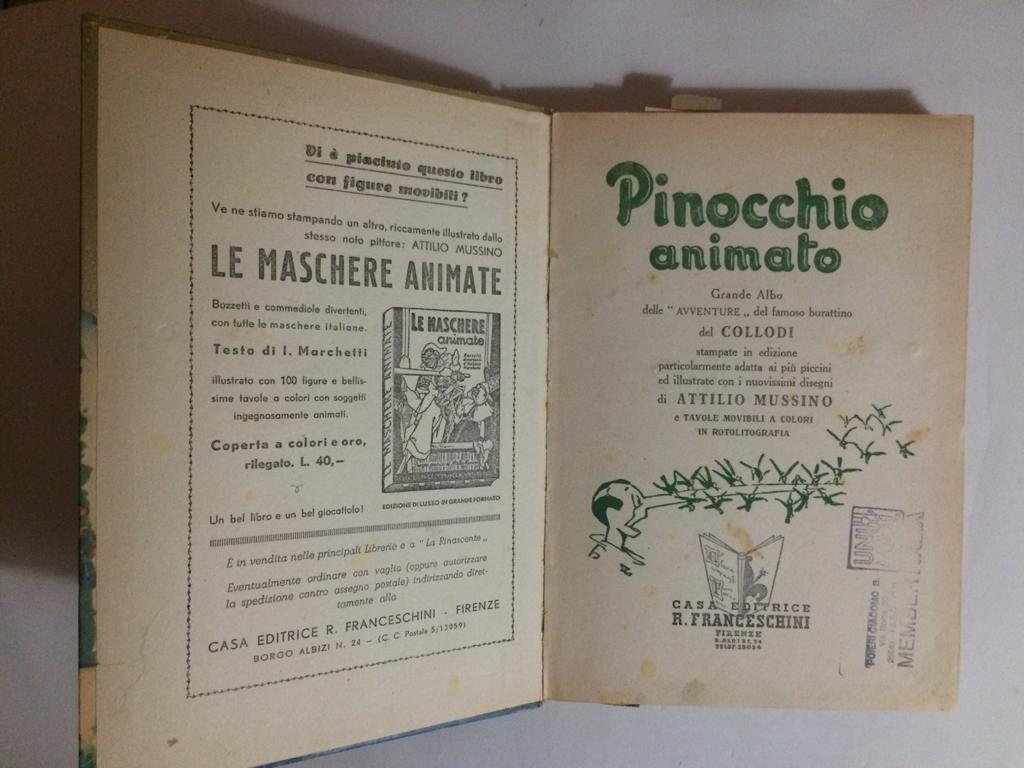 Vi è piaciuto questo libro
con figure movibili?
Ve ne stiamo stampando un altro, riccamente illustrato dallo
stesso noto pittore: ATTILIO MUSSINO
LE MASCHERE ANIMATE
Bozzetti e commediole divertenti,
con tutte le maschere italiane.
Testo di I. Marchetti
illustrato con 100 figure e bellis-
sime tavole a colori con soggetti
ingegnosamente animati.
Coperta a colori e oro,
rilegato. L. 40,—
Un bel libro e un bel giocattolo!
LE MASCHERE
animate
LE MASCHERE ANIMATE
EDIZIONE DI LUSSO IN GRANDE FORMATO
È in vendita nelle principali Librerie e a "La Rinascente„
Eventualmente ordinare con vaglia (oppure autorizzare
la spedizione contro assegno postale) indirizzando diret-
tamente alla
CASA EDITRICE R. FRANCESCHINI - FIRENZE
BORGO ALBIZI N. 24 — (C. C. Postale 5/13059)
Pinocchio
animato
Grande Albo
delle "AVVENTURE„ del famoso burattino
del COLLODI
stampate in edizione
particolarmente adatta ai più piccini
ed illustrate con i nuovissimi disegni
di ATTILIO MUSSINO
e TAVOLE MOVIBILI A COLORI
IN ROTOLITOGRAFIA
CASA EDITRICE
R. FRANCESCHINI
FIRENZE
B. ALBIZI, 24
GIACOMO B.